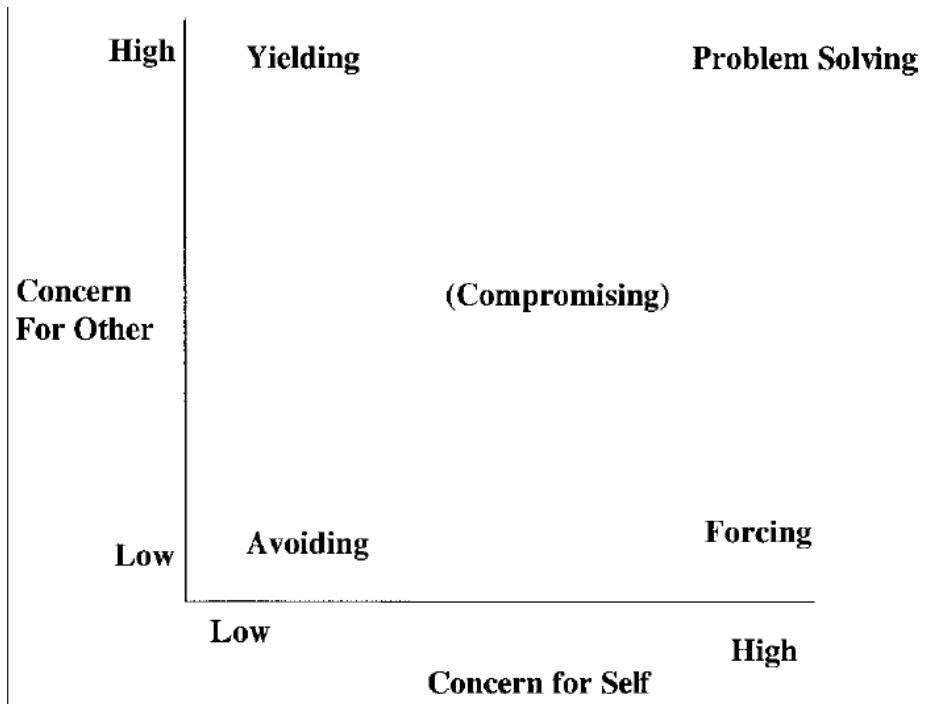 High
Yielding
Problem Solving
Concern
For Other
(Compromising)
Low
Avoiding
Forcing
Low
High
Concern for Self